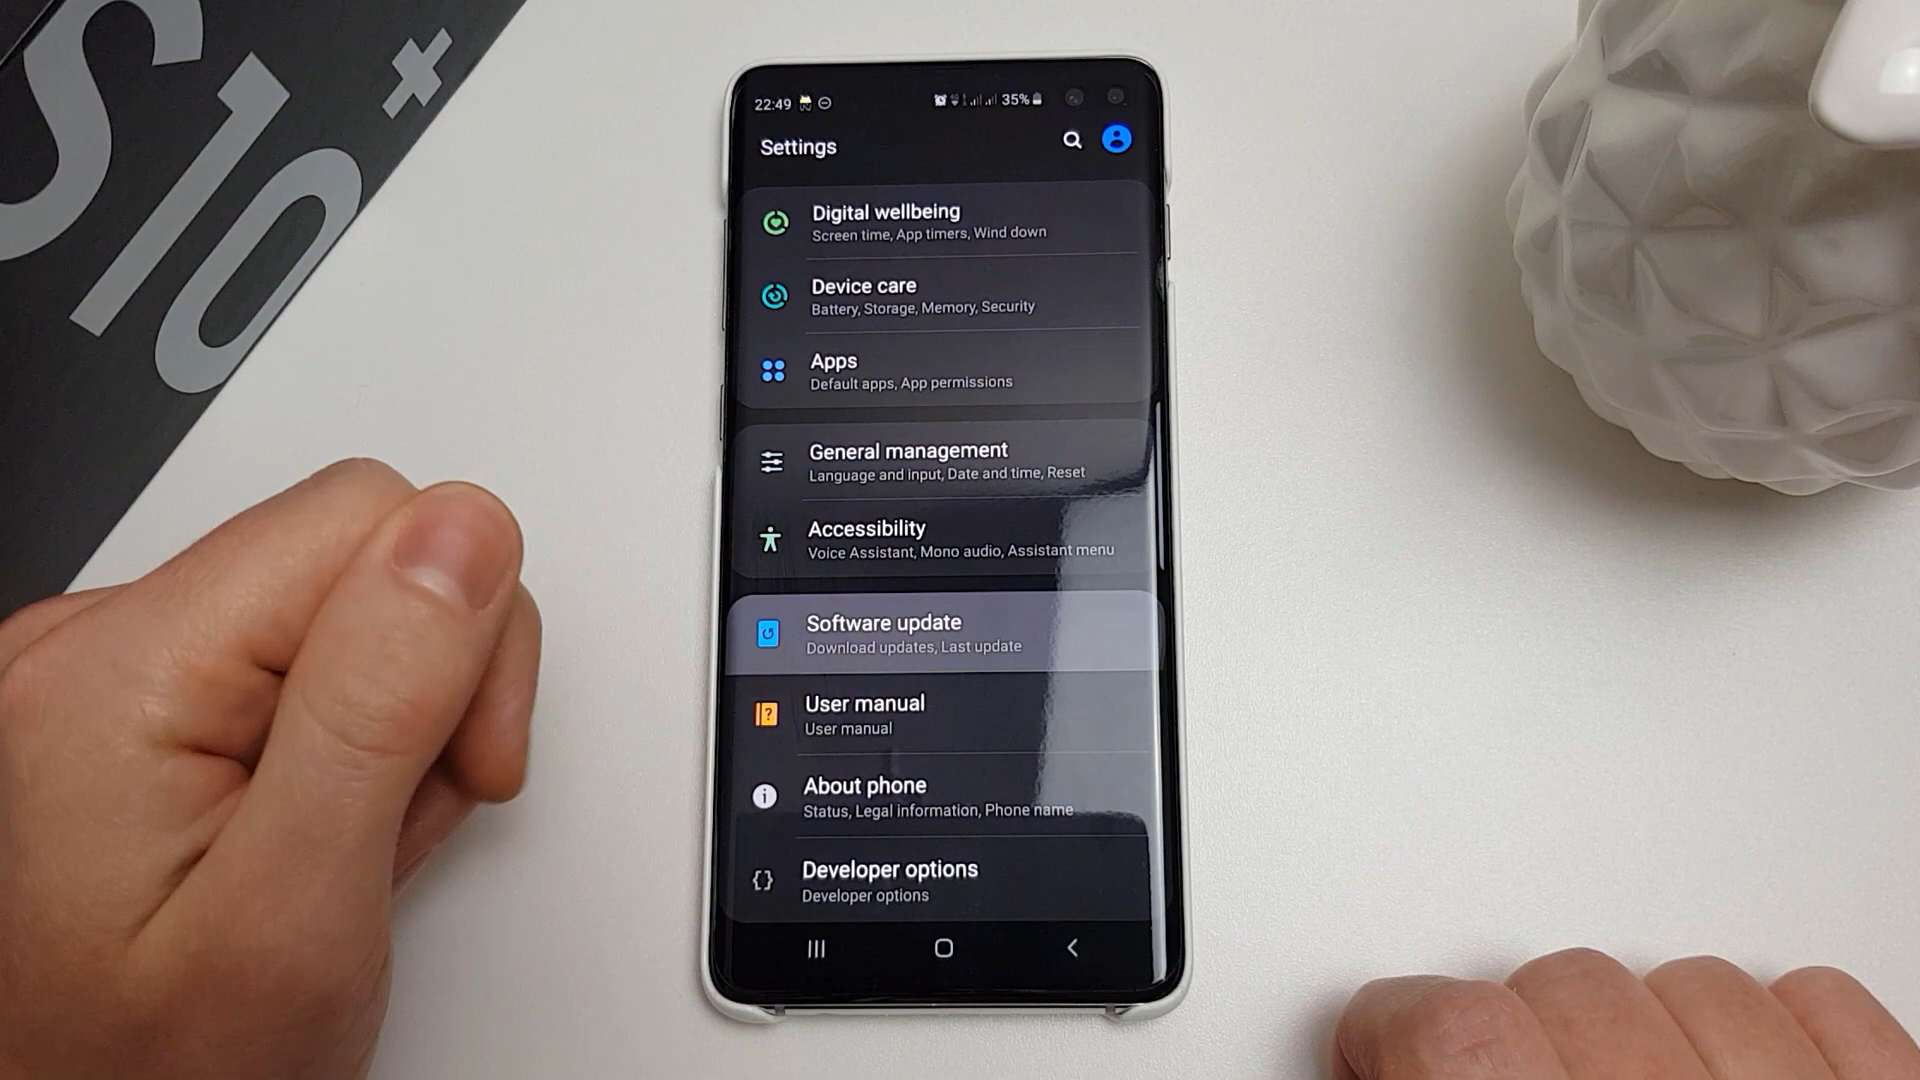 S10+
22:49
35%
Settings
Digital wellbeing
Screen time, App timers, Wind down
Device care
Battery, Storage, Memory, Security
Apps
Default apps, App permissions
General management
Language and input, Date and time, Reset
Accessibility
Voice Assistant, Mono audio, Assistant menu
Software update
Download updates, Last update
User manual
User manual
About phone
Status, Legal information, Phone name
Developer options
Developer options